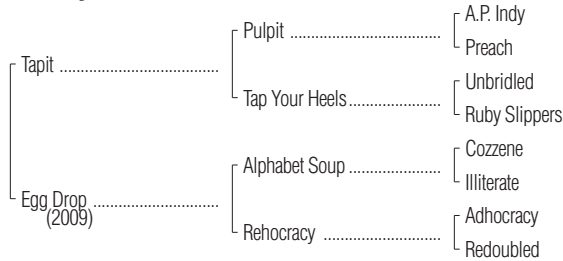 A.P. Indy
Pulpit ........................................
Preach
Tapit ..........................................
Unbridled
Tap Your Heels........................
Ruby Slippers
Cozzene
Alphabet Soup ........................
Illiterate
Egg Drop .................................
(2009)
Adhocracy
Rehocracy ...............................
Redoubled